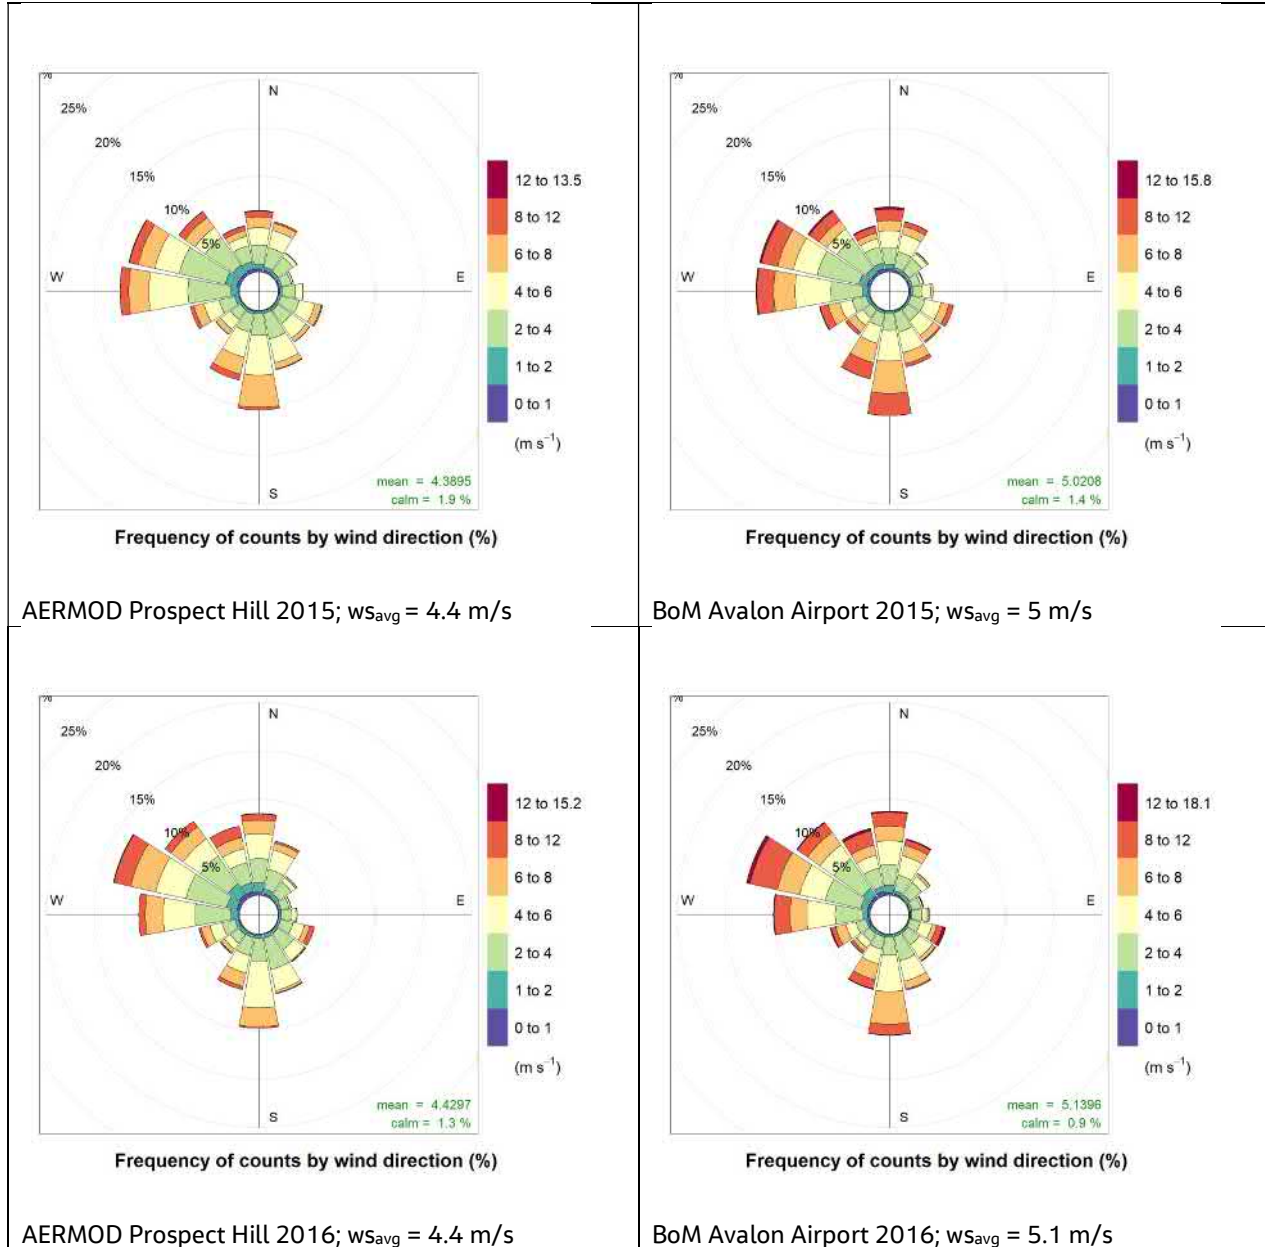 %
N
25%
20%
15%
10%
5%
W
E
S
12 to 13.5
8 to 12
6 to 8
4 to 6
2 to 4
1 to 2
0 to 1
(m s⁻¹)
mean = 4.3895
calm = 1.9 %
Frequency of counts by wind direction (%)
AERMOD Prospect Hill 2015; wsavg = 4.4 m/s
%
N
25%
20%
15%
10%
5%
W
E
S
12 to 15.8
8 to 12
6 to 8
4 to 6
2 to 4
1 to 2
0 to 1
(m s⁻¹)
mean = 5.0208
calm = 1.4 %
Frequency of counts by wind direction (%)
BoM Avalon Airport 2015; wsavg = 5 m/s
%
N
25%
20%
15%
10%
5%
W
E
S
12 to 15.2
8 to 12
6 to 8
4 to 6
2 to 4
1 to 2
0 to 1
(m s⁻¹)
mean = 4.4297
calm = 1.3 %
Frequency of counts by wind direction (%)
AERMOD Prospect Hill 2016; wsavg = 4.4 m/s
%
N
25%
20%
15%
10%
5%
W
E
S
12 to 18.1
8 to 12
6 to 8
4 to 6
2 to 4
1 to 2
0 to 1
(m s⁻¹)
mean = 5.1396
calm = 0.9 %
Frequency of counts by wind direction (%)
BoM Avalon Airport 2016; wsavg = 5.1 m/s